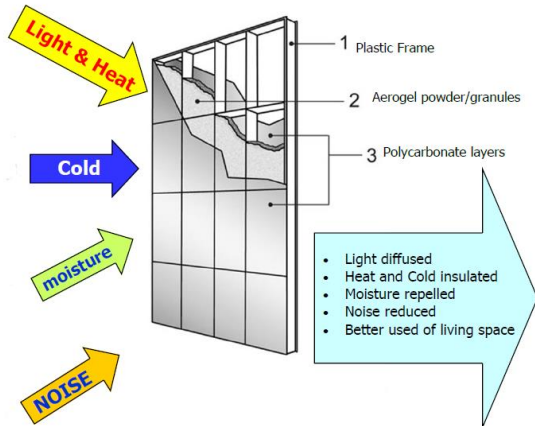 Light & Heat
1 Plastic Frame
2 Aerogel powder/granules
3 Polycarbonate layers
Cold
moisture
NOISE
• Light diffused
• Heat and Cold insulated
• Moisture repelled
• Noise reduced
• Better used of living space